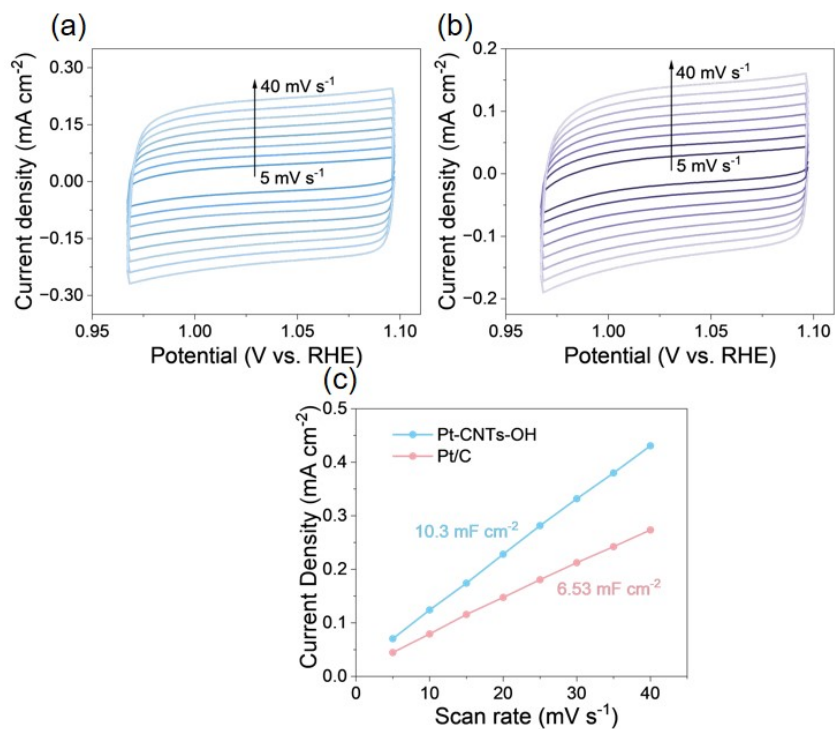 (a)
0.30
0.15
0.00
−0.15
−0.30
0.95
1.00
1.05
1.10
Current density (mA cm⁻²)
Potential (V vs. RHE)
40 mV s⁻¹
5 mV s⁻¹
(b)
0.2
0.1
0.0
−0.1
−0.2
0.95
1.00
1.05
1.10
Current density (mA cm⁻²)
Potential (V vs. RHE)
40 mV s⁻¹
5 mV s⁻¹
(c)
0.5
0.4
0.3
0.2
0.1
0.0
0
10
20
30
40
Current Density (mA cm⁻²)
Scan rate (mV s⁻¹)
Pt-CNTs-OH
Pt/C
10.3 mF cm⁻²
6.53 mF cm⁻²